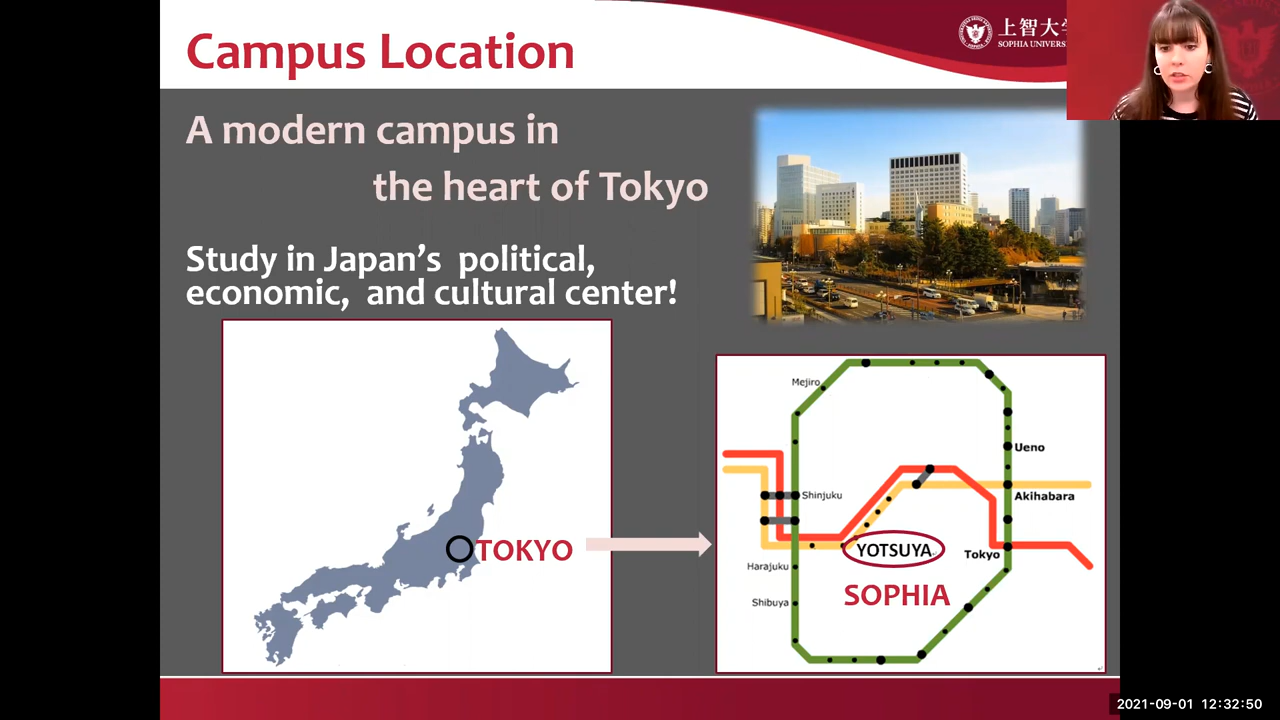 Campus Location
上智大学
SOPHIA UNIVERS
A modern campus in
the heart of Tokyo
Study in Japan’s political,
economic, and cultural center!
TOKYO
Mejiro
Ueno
Shinjuku
Akihabara
YOTSUYA
Tokyo
Harajuku
SOPHIA
Shibuya
2021-09-01 12:32:50